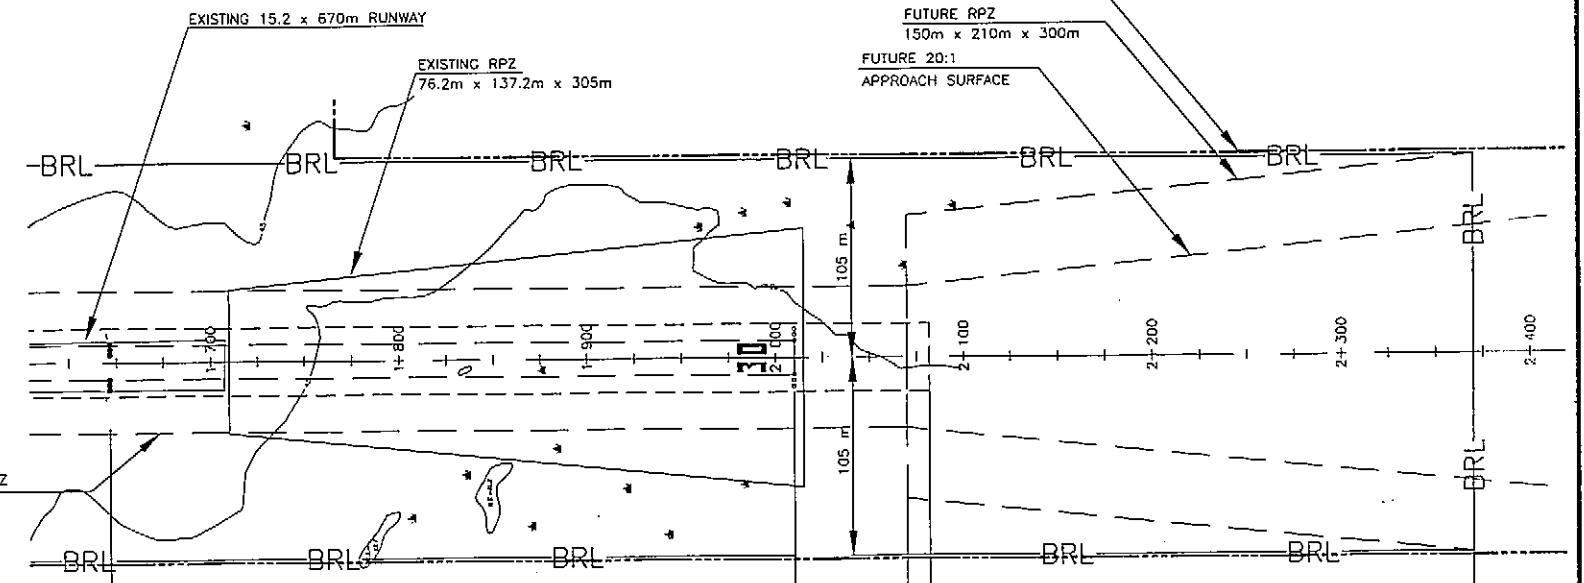 EXISTING 15.2 x 670m RUNWAY
EXISTING RPZ
76.2m x 137.2m x 305m
FUTURE RPZ
150m x 210m x 300m
FUTURE 20:1
APPROACH SURFACE
BRL
BRL
BRL
BRL
BRL
BRL
BRL
105 m
45
1+700
1+800
1+900
30
2+000
2+100
2+200
2+300
2+400
105 m
BRL
Z
BRL
BRL
BRL
BRL
BRL